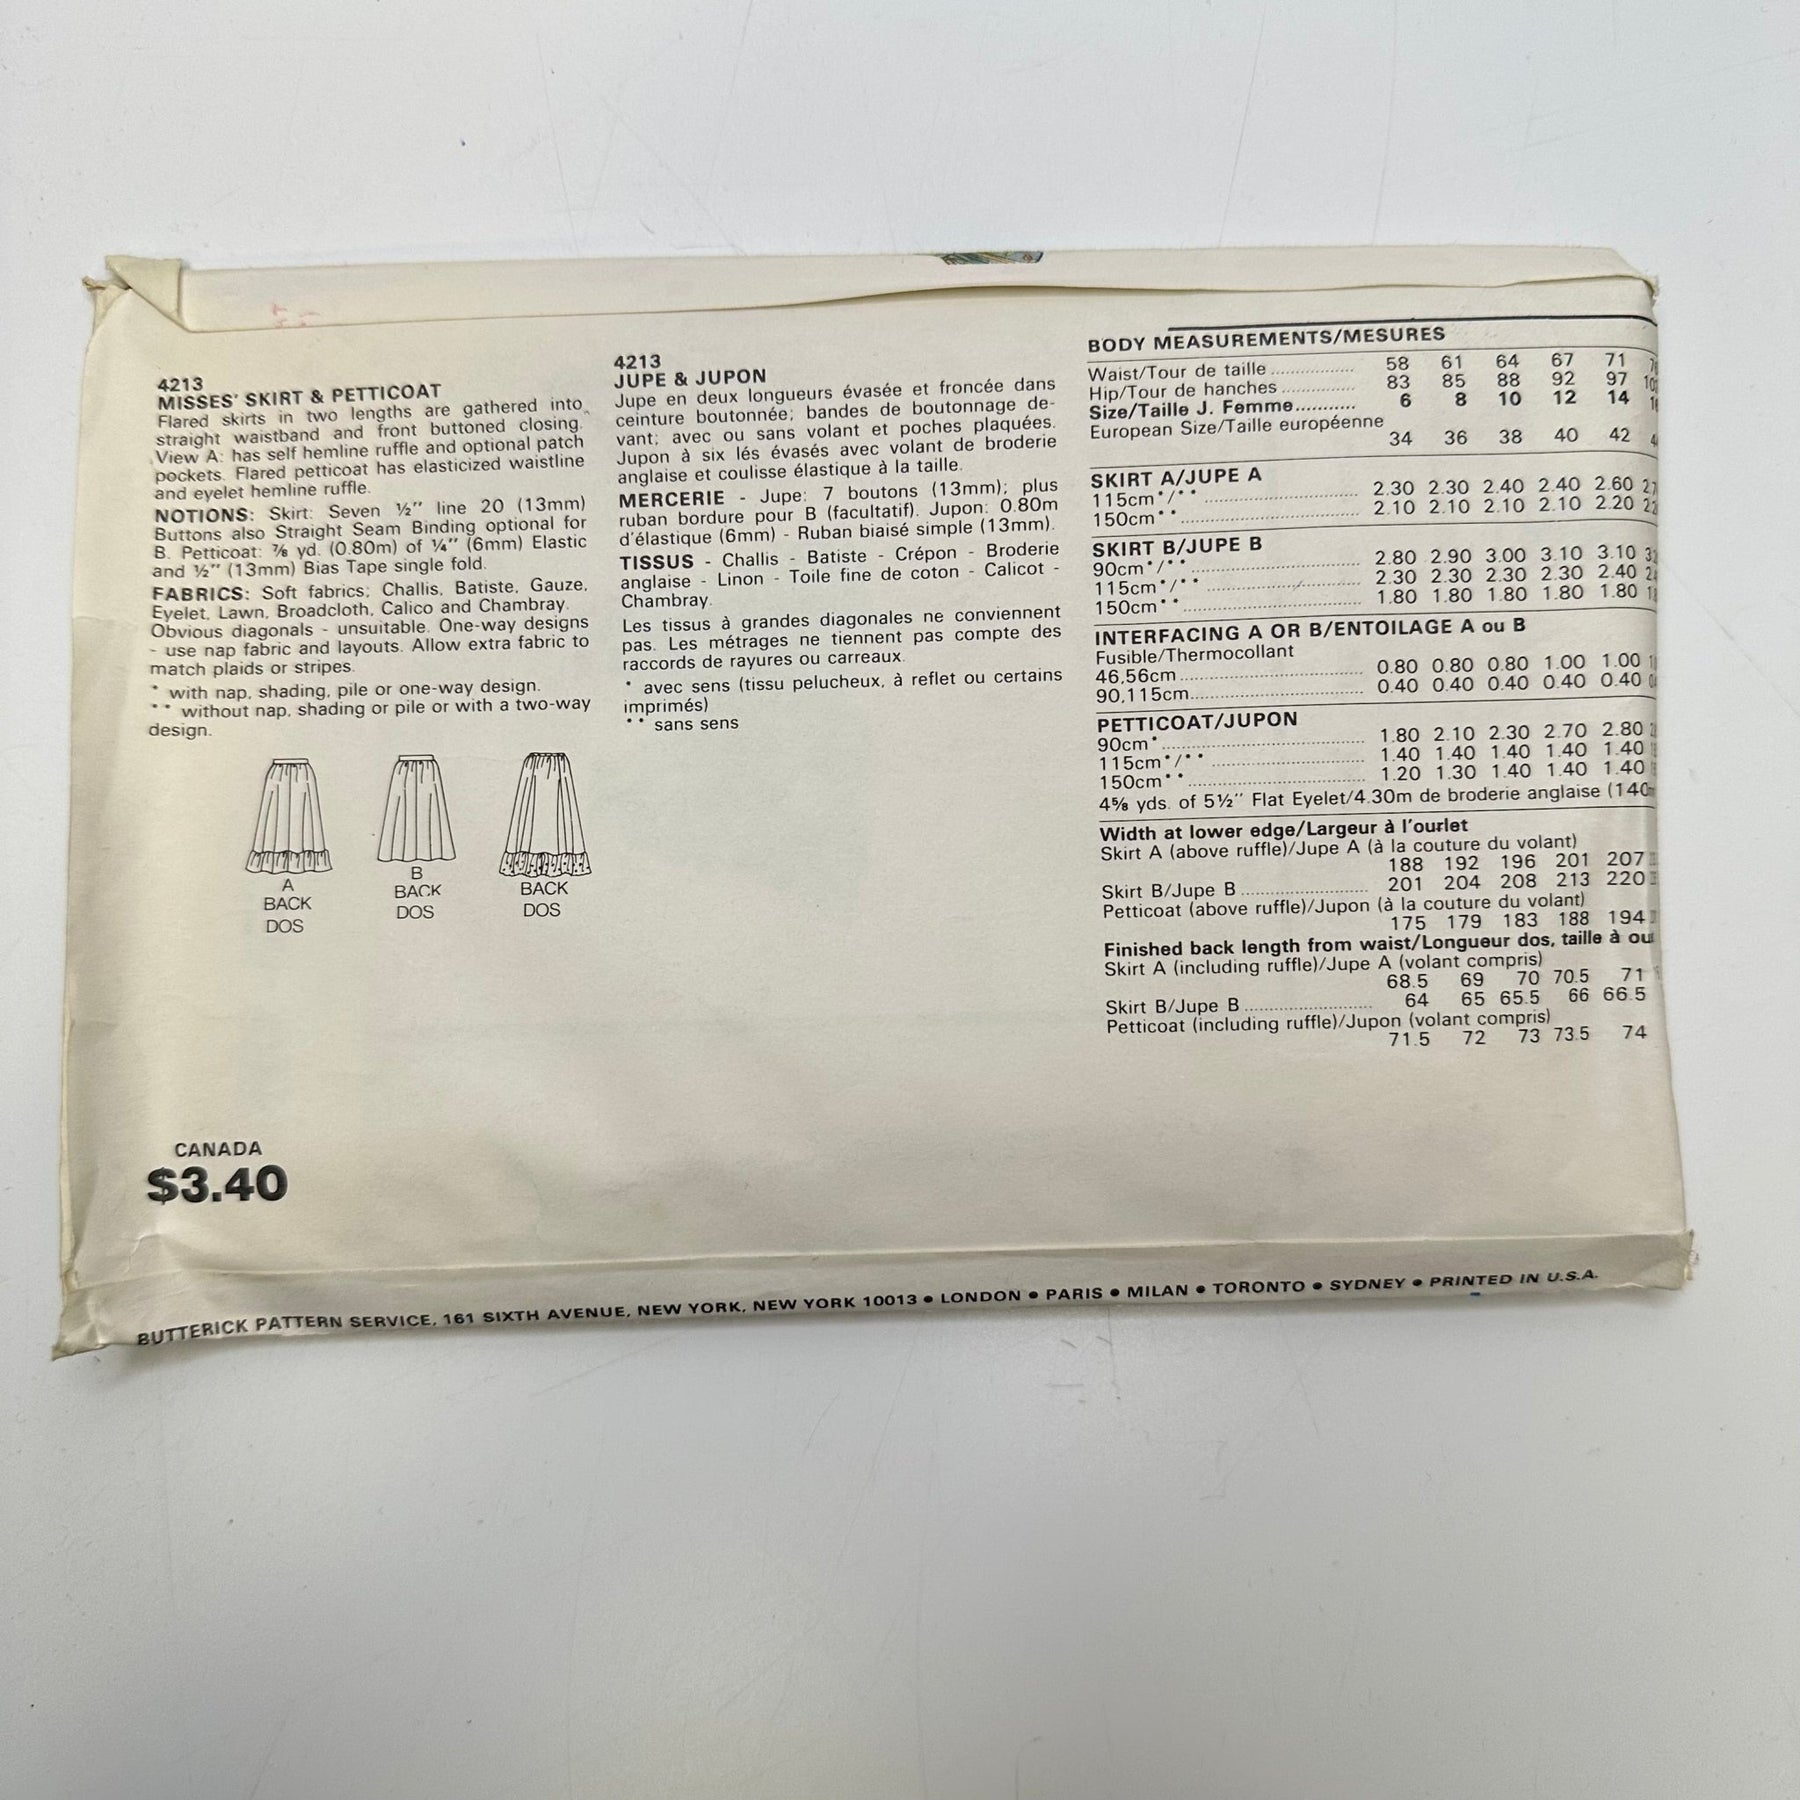 4213
MISSES' SKIRT & PETTICOAT
Flared skirts in two lengths are gathered into
straight waistband and front buttoned closing.
View A: has self hemline ruffle and optional patch
pockets. Flared petticoat has elasticized waistline
and eyelet hemline ruffle.
NOTIONS: Skirt: Seven ½" line 20 (13mm)
Buttons also Straight Seam Binding optional for
B. Petticoat: ⅞ yd. (0.80m) of ¼" (6mm) Elastic
and ½" (13mm) Bias Tape single fold.
FABRICS: Soft fabrics; Challis, Batiste, Gauze,
Eyelet, Lawn, Broadcloth, Calico and Chambray.
Obvious diagonals - unsuitable. One-way designs
- use nap fabric and layouts. Allow extra fabric to
match plaids or stripes.
* with nap, shading, pile or one-way design.
** without nap, shading or pile or with a two-way
design.
A
BACK
DOS
B
BACK
DOS
BACK
DOS
CANADA
$3.40
4213
JUPE & JUPON
Jupe en deux longueurs évasée et froncée dans
ceinture boutonnée; bandes de boutonnage de-
vant; avec ou sans volant et poches plaquées.
Jupon à six lés évasés avec volant de broderie
anglaise et coulisse élastique à la taille.
MERCERIE - Jupe: 7 boutons (13mm); plus
ruban bordure pour B (facultatif). Jupon: 0.80m
d'élastique (6mm) - Ruban biaisé simple (13mm).
TISSUS - Challis - Batiste - Crépon - Broderie
anglaise - Linon - Toile fine de coton - Calicot -
Chambray.
Les tissus à grandes diagonales ne conviennent
pas. Les métrages ne tiennent pas compte des
raccords de rayures ou carreaux.
* avec sens (tissu pelucheux, à reflet ou certains
imprimés)
** sans sens
BODY MEASUREMENTS/MESURES
Waist/Tour de taille ................ 58 61 64 67 71
Hip/Tour de hanches ............. 83 85 88 92 97
Size/Taille J. Femme........... 6 8 10 12 14
European Size/Taille européenne
34 36 38 40 42
SKIRT A/JUPE A
115cm*/** ............................ 2.30 2.30 2.40 2.40 2.60
150cm**................................ 2.10 2.10 2.10 2.10 2.20
SKIRT B/JUPE B
90cm*/** .............................. 2.80 2.90 3.00 3.10 3.10
115cm*/** ............................ 2.30 2.30 2.30 2.30 2.40
150cm**................................ 1.80 1.80 1.80 1.80 1.80
INTERFACING A OR B/ENTOILAGE A ou B
Fusible/Thermocollant
46,56cm................................. 0.80 0.80 0.80 1.00 1.00
90,115cm............................... 0.40 0.40 0.40 0.40 0.40
PETTICOAT/JUPON
90cm*.................................... 1.80 2.10 2.30 2.70 2.80
115cm*/** ............................ 1.40 1.40 1.40 1.40 1.40
150cm** ............................... 1.20 1.30 1.40 1.40 1.40
4⅝ yds. of 5½" Flat Eyelet/4.30m de broderie anglaise (140m
Width at lower edge/Largeur à l'ourlet
Skirt A (above ruffle)/Jupe A (à la couture du volant)
188 192 196 201 207
Skirt B/Jupe B ....................... 201 204 208 213 220
Petticoat (above ruffle)/Jupon (à la couture du volant)
175 179 183 188 194
Finished back length from waist/Longueur dos, taille à our
Skirt A (including ruffle)/Jupe A (volant compris)
68.5 69 70 70.5 71
Skirt B/Jupe B ....................... 64 65 65.5 66 66.5
Petticoat (including ruffle)/Jupon (volant compris)
71.5 72 73 73.5 74
BUTTERICK PATTERN SERVICE, 161 SIXTH AVENUE, NEW YORK, NEW YORK 10013 • LONDON • PARIS • MILAN • TORONTO • SYDNEY • PRINTED IN U.S.A.